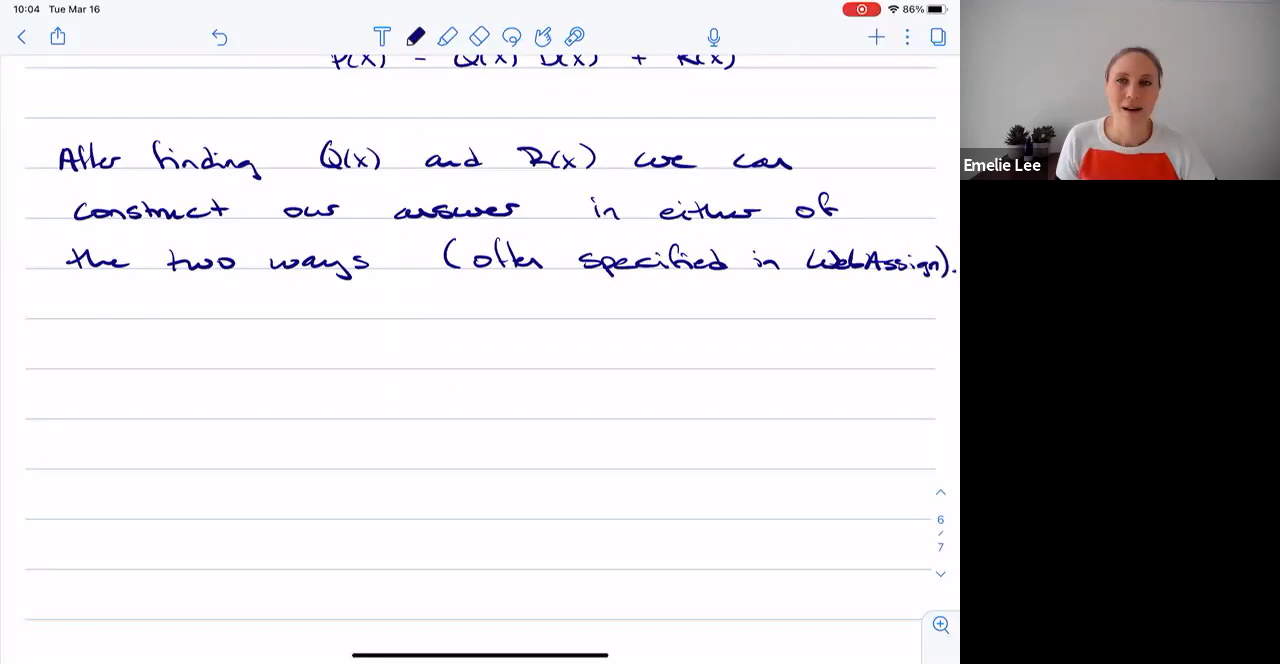 10:04 Tue Mar 16
86%
P(x) = Q(x) D(x) + R(x)
After finding Q(x) and R(x) we can
construct our answer in either of
the two ways (often specified in WebAssign).
Emelie Lee
6
/
7